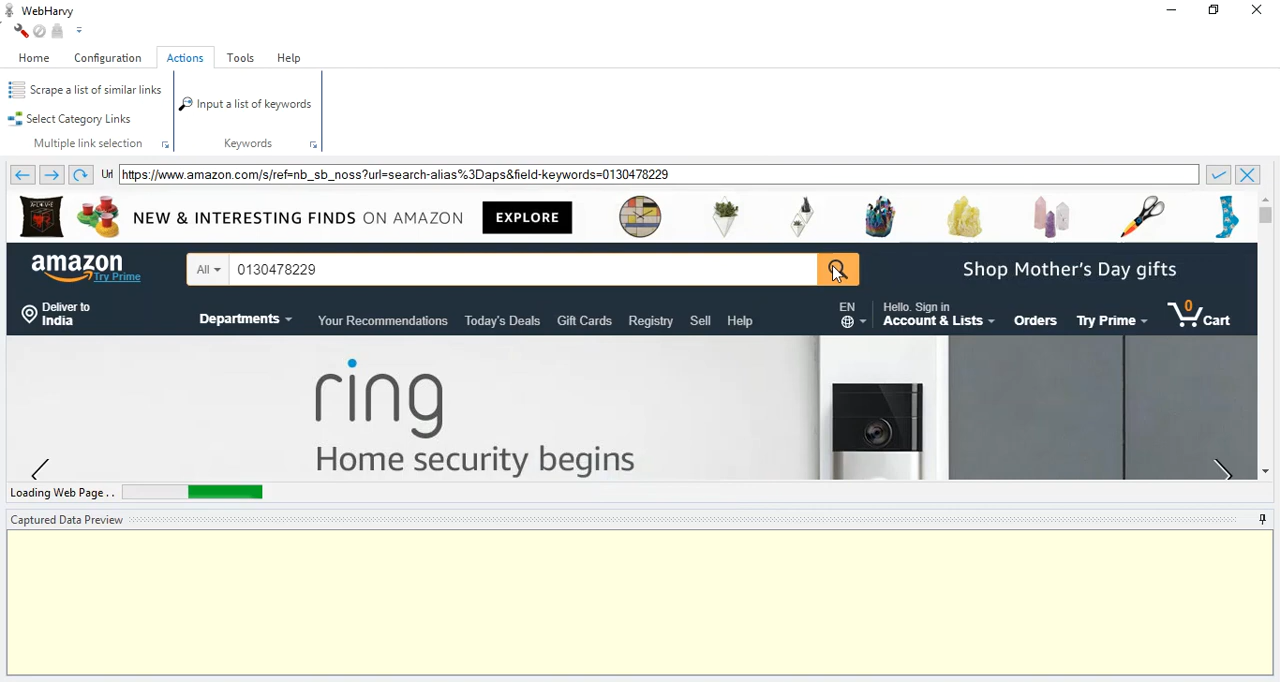 WebHarvy
Home Configuration Actions Tools Help
Scrape a list of similar links
Select Category Links
Multiple link selection
Input a list of keywords
Keywords
Url https://www.amazon.com/s/ref=nb_sb_noss?url=search-alias%3Daps&field-keywords=0130478229
NEW & INTERESTING FINDS ON AMAZON EXPLORE
amazon
Try Prime
All 0130478229
Shop Mother's Day gifts
Deliver to
India
Departments Your Recommendations Today's Deals Gift Cards Registry Sell Help
EN
Hello. Sign in
Account & Lists
Orders
Try Prime
0
Cart
ring
Home security begins
Loading Web Page . .
Captured Data Preview